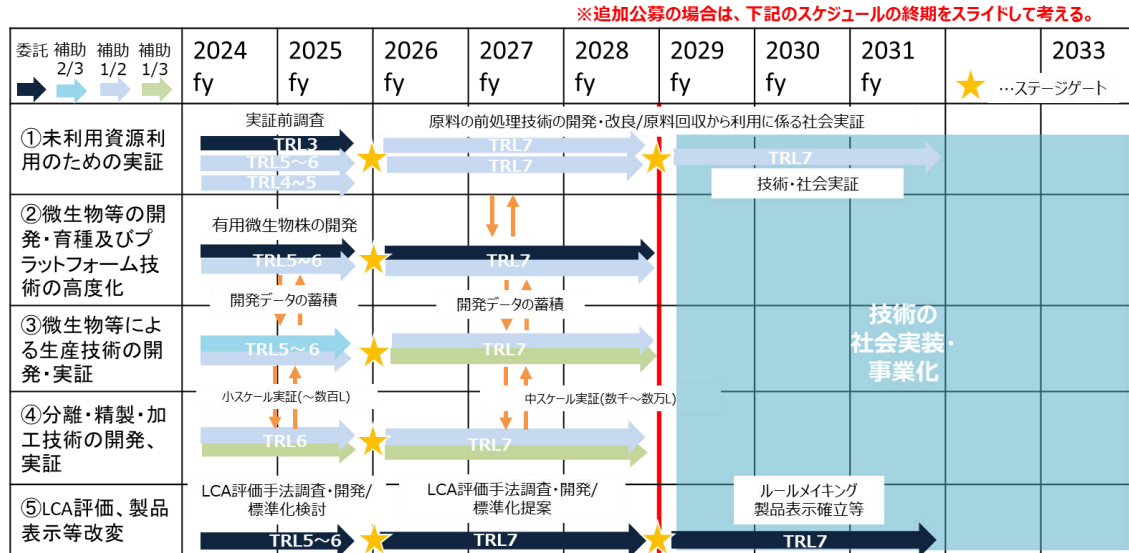 ※追加公募の場合は、下記のスケジュールの終期をスライドして考える。
委託 補助 補助 補助
2/3 1/2 1/3
2024 2025 2026 2027 2028 2029 2030 2031 2033
fy fy fy fy fy fy fy fy
…ステージゲート
①未利用資源利
用のための実証
実証前調査
原料の前処理技術の開発・改良/原料回収から利用に係る社会実証
TRL3
TRL5～6
TRL4~5
TRL7
TRL7
TRL7
技術・社会実証
②微生物等の開
発・育種及びプ
ラットフォーム技
術の高度化
有用微生物株の開発
TRL5～6
TRL7
開発データの蓄積
開発データの蓄積
③微生物等によ
る生産技術の開
発・実証
TRL5～6
TRL7
技術の
社会実装・
事業化
小スケール実証(～数百L)
中スケール実証(数千～数万L)
④分離・精製・加
工技術の開発、
実証
TRL6
TRL7
⑤LCA評価、製品
表示等改変
LCA評価手法調査・開発/
標準化検討
LCA評価手法調査・開発/
標準化提案
ルールメイキング
製品表示確立等
TRL5～6
TRL7
TRL7